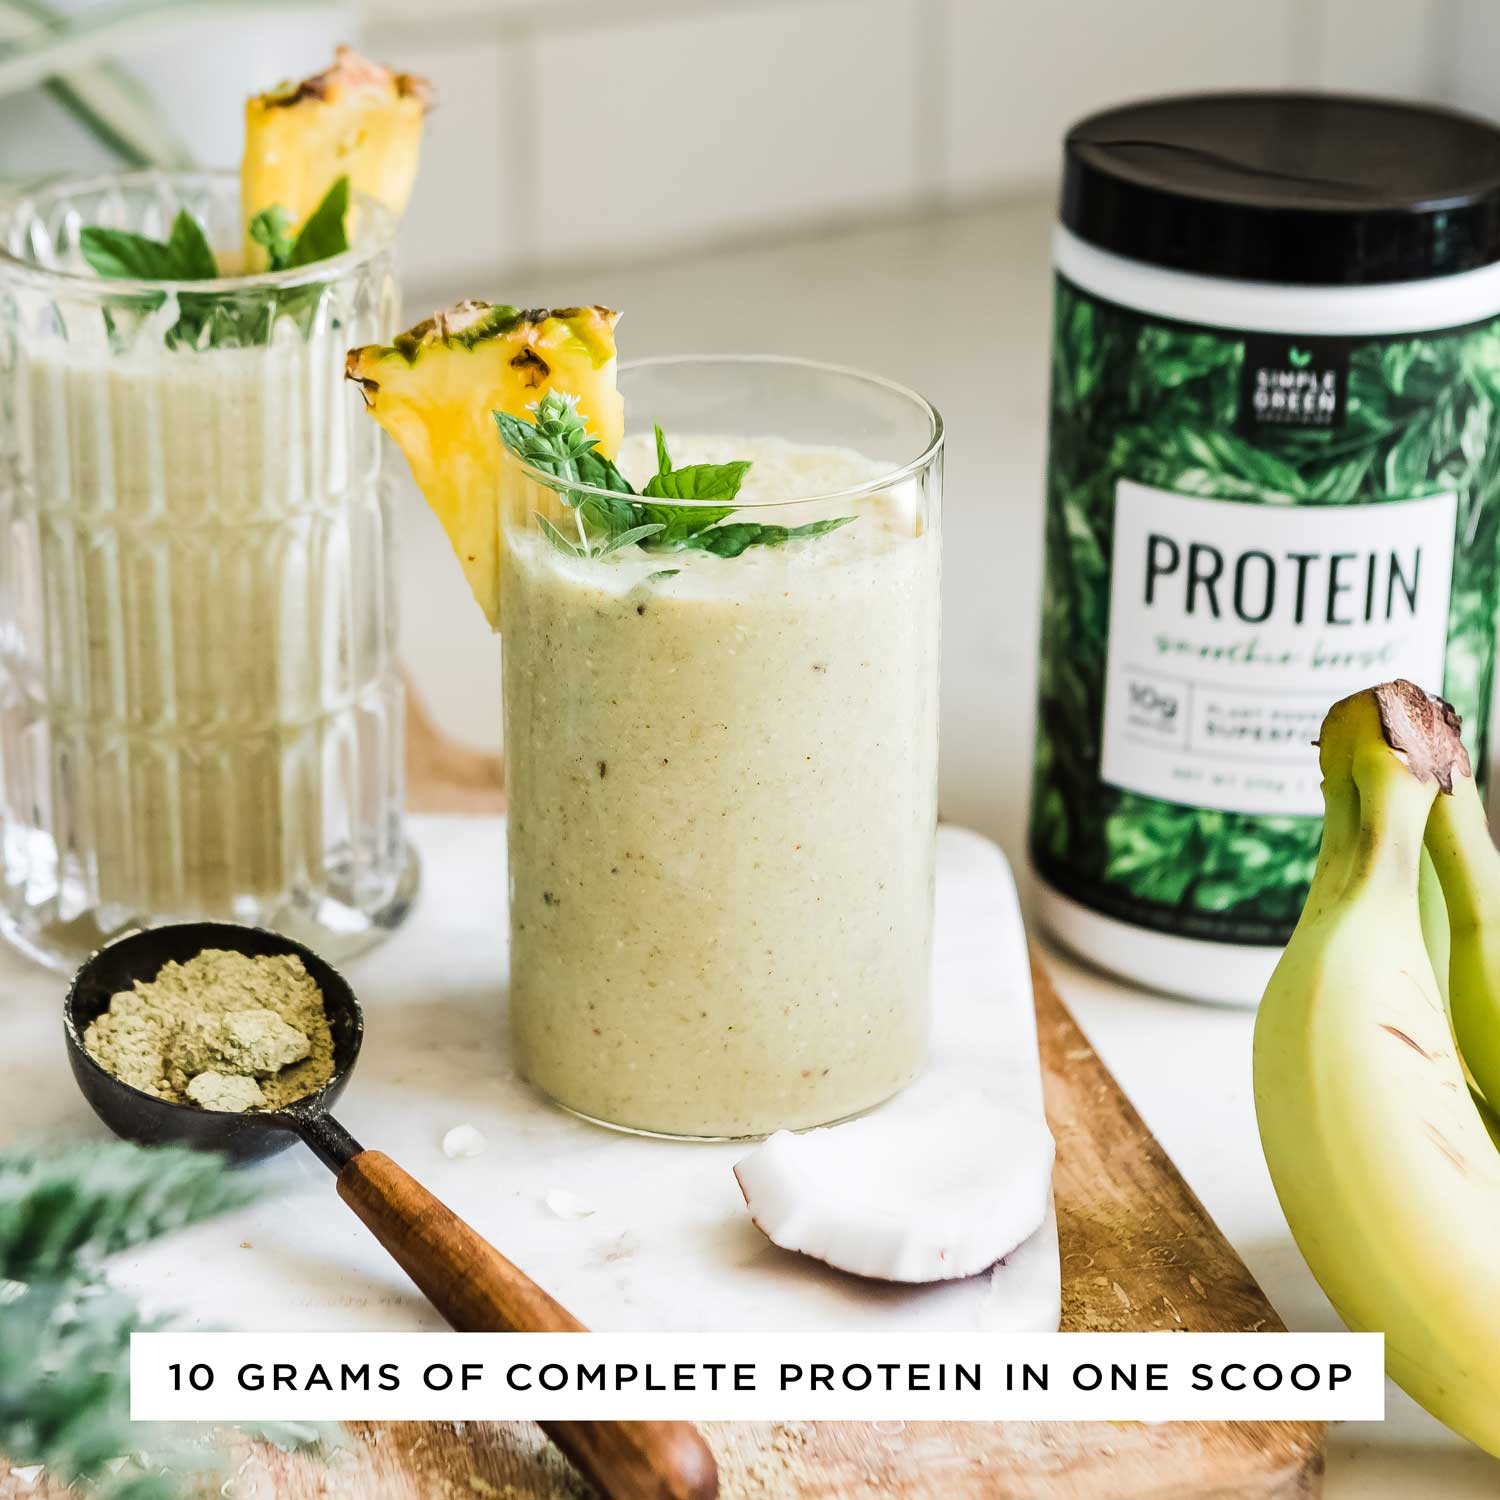 SIMPLE
GREEN
PROTEIN
smoothie boost
10g
10 GRAMS OF COMPLETE PROTEIN IN ONE SCOOP